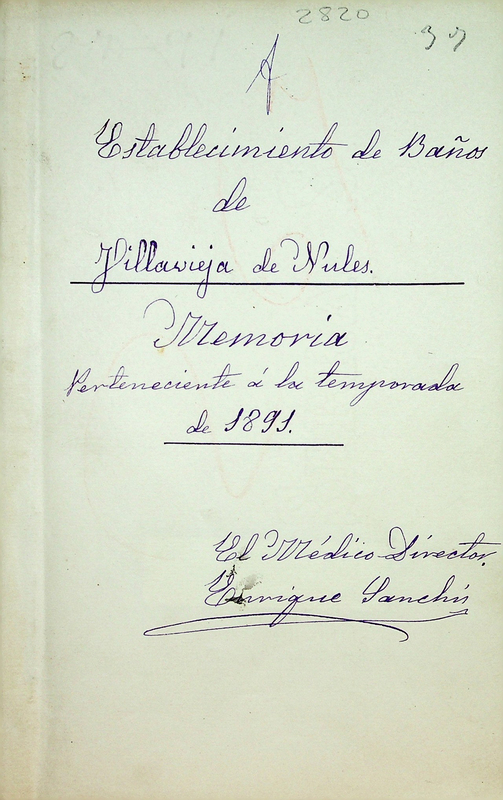 2820
37
A
Establecimiento de Baños
de
Villavieja de Nules.
Memoria
Perteneciente á la temporada
de 1891.
El Médico Director,
Enrique Sanchis